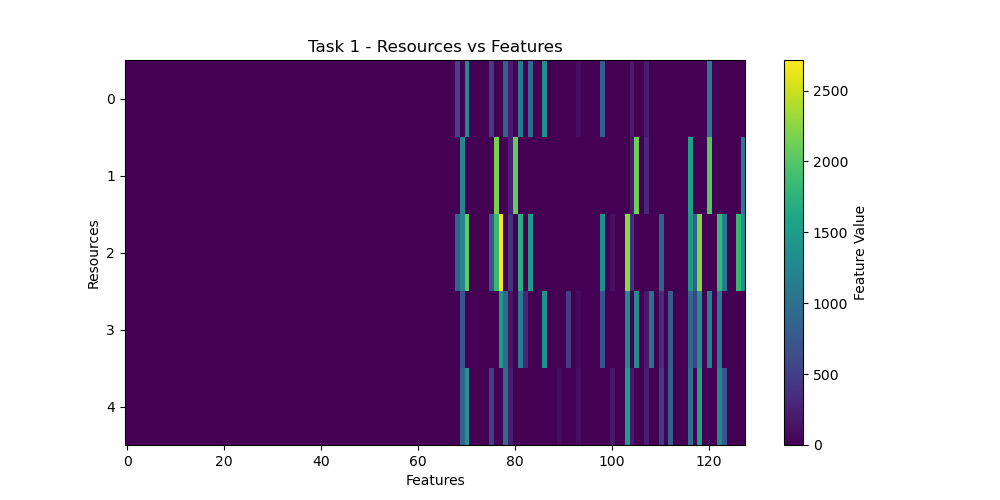 Task 1 - Resources vs Features
Resources
0
1
2
3
4
0 20 40 60 80 100 120
Features
2500
2000
1500
1000
500
0
Feature Value